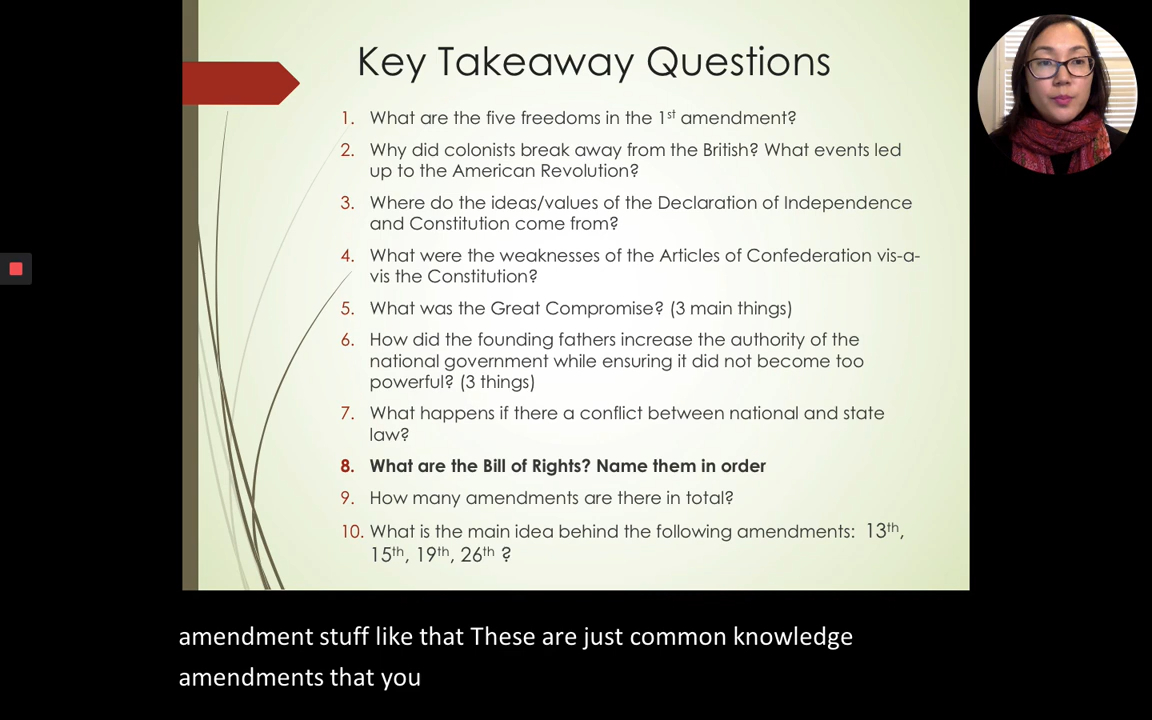 Key Takeaway Questions
1. What are the five freedoms in the 1st amendment?
2. Why did colonists break away from the British? What events led
up to the American Revolution?
3. Where do the ideas/values of the Declaration of Independence
and Constitution come from?
4. What were the weaknesses of the Articles of Confederation vis-a-
vis the Constitution?
5. What was the Great Compromise? (3 main things)
6. How did the founding fathers increase the authority of the
national government while ensuring it did not become too
powerful? (3 things)
7. What happens if there a conflict between national and state
law?
8. What are the Bill of Rights? Name them in order
9. How many amendments are there in total?
10. What is the main idea behind the following amendments: 13th,
15th, 19th, 26th ?
amendment stuff like that These are just common knowledge
amendments that you